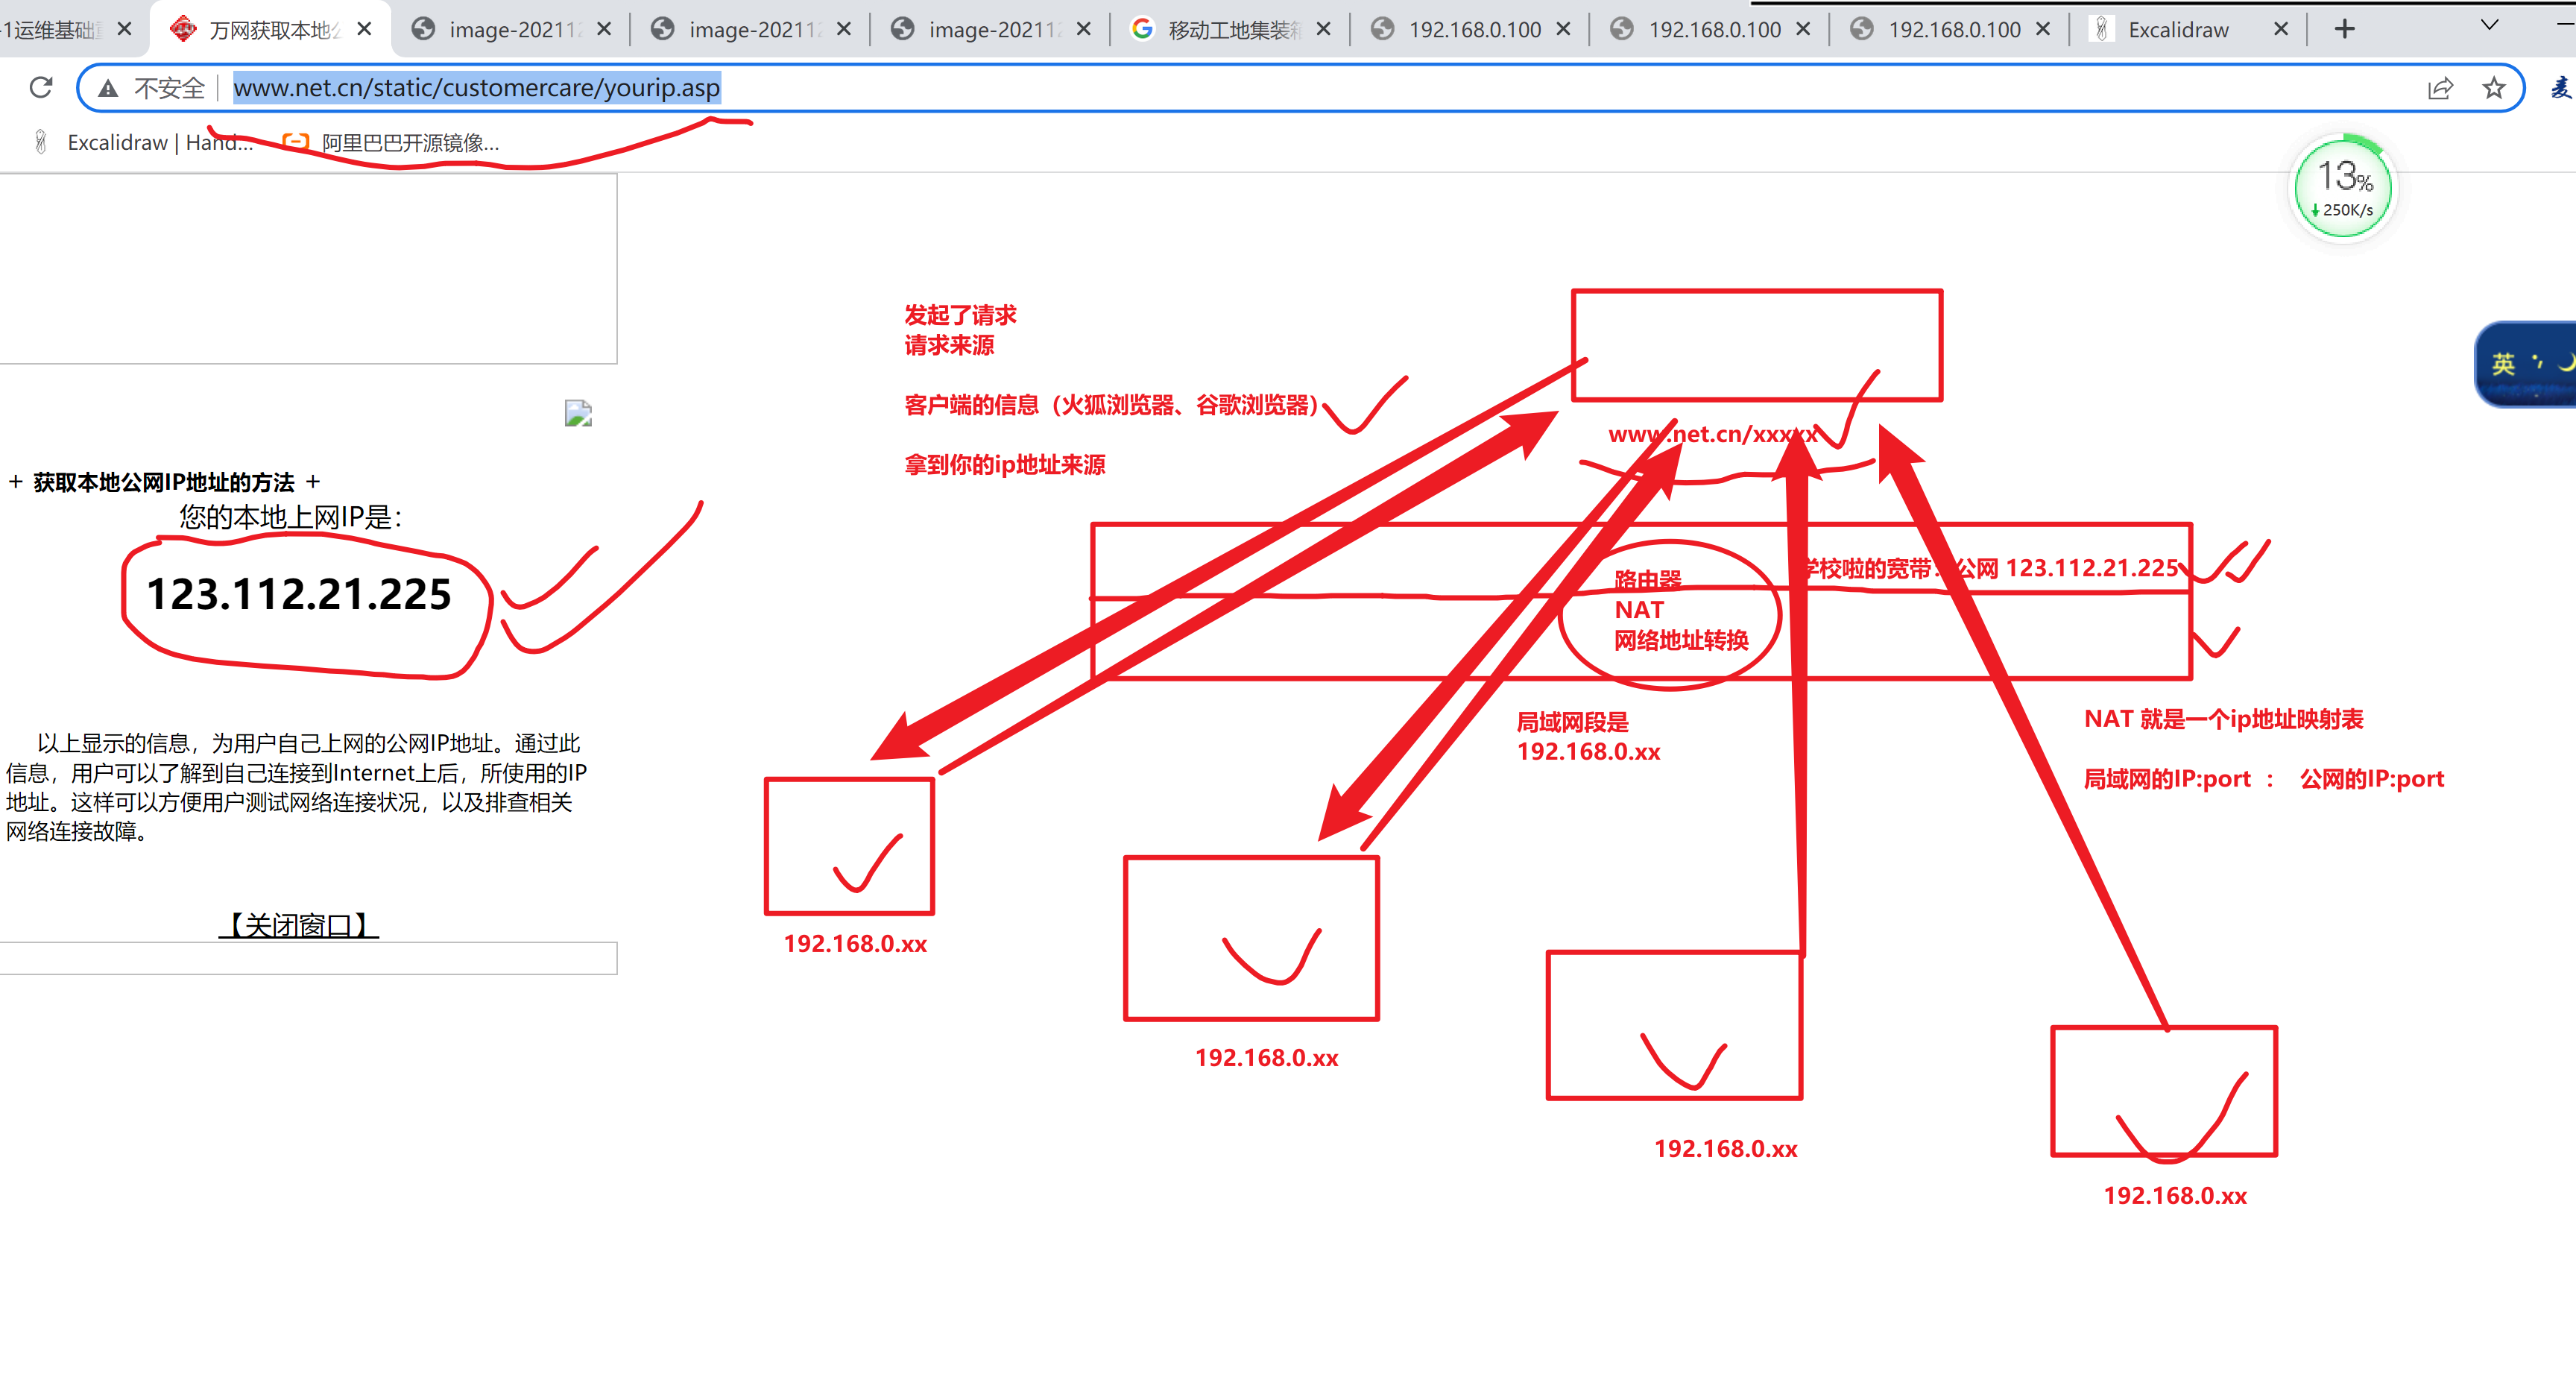 -1运维基础
万网获取本地
image-20211
image-20211
image-20211
移动工地集装
192.168.0.100
192.168.0.100
192.168.0.100
Excalidraw
不安全
www.net.cn/static/customercare/yourip.asp
Excalidraw | Hand...
阿里巴巴开源镜像...
13%
250K/s
英
+ 获取本地公网IP地址的方法 +
您的本地上网IP是：
123.112.21.225
以上显示的信息，为用户自己上网的公网IP地址。通过此
信息，用户可以了解到自己连接到Internet上后，所使用的IP
地址。这样可以方便用户测试网络连接状况，以及排查相关
网络连接故障。
【关闭窗口】
发起了请求
请求来源
客户端的信息（火狐浏览器、谷歌浏览器）
拿到你的ip地址来源
www.net.cn/xxxxx
学校啦的宽带：公网 123.112.21.225
路由器
NAT
网络地址转换
局域网段是
192.168.0.xx
NAT 就是一个ip地址映射表
局域网的IP:port ： 公网的IP:port
192.168.0.xx
192.168.0.xx
192.168.0.xx
192.168.0.xx